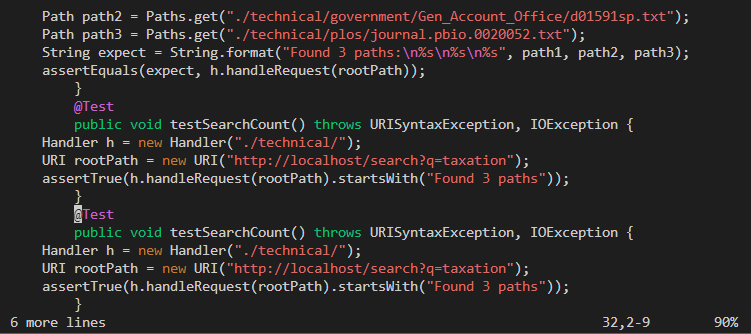 Path path2 = Paths.get("./technical/government/Gen_Account_Office/d01591sp.txt");
Path path3 = Paths.get("./technical/plos/journal.pbio.0020052.txt");
String expect = String.format("Found 3 paths:\n%s\n%s\n%s", path1, path2, path3);
assertEquals(expect, h.handleRequest(rootPath));
}
@Test
public void testSearchCount() throws URISyntaxException, IOException {
Handler h = new Handler("./technical/");
URI rootPath = new URI("http://localhost/search?q=taxation");
assertTrue(h.handleRequest(rootPath).startsWith("Found 3 paths"));
}
@Test
public void testSearchCount() throws URISyntaxException, IOException {
Handler h = new Handler("./technical/");
URI rootPath = new URI("http://localhost/search?q=taxation");
assertTrue(h.handleRequest(rootPath).startsWith("Found 3 paths"));
}
6 more lines 32,2-9 90%